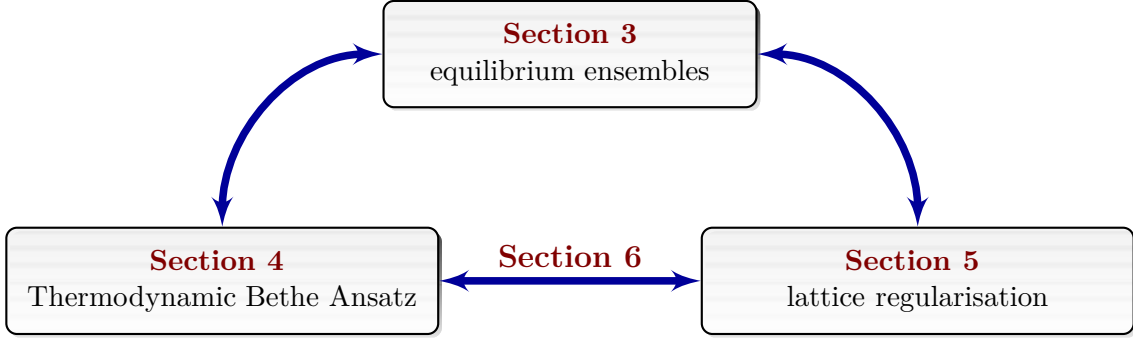 Section 3
equilibrium ensembles
Section 6
Section 4
Thermodynamic Bethe Ansatz
Section 5
lattice regularisation